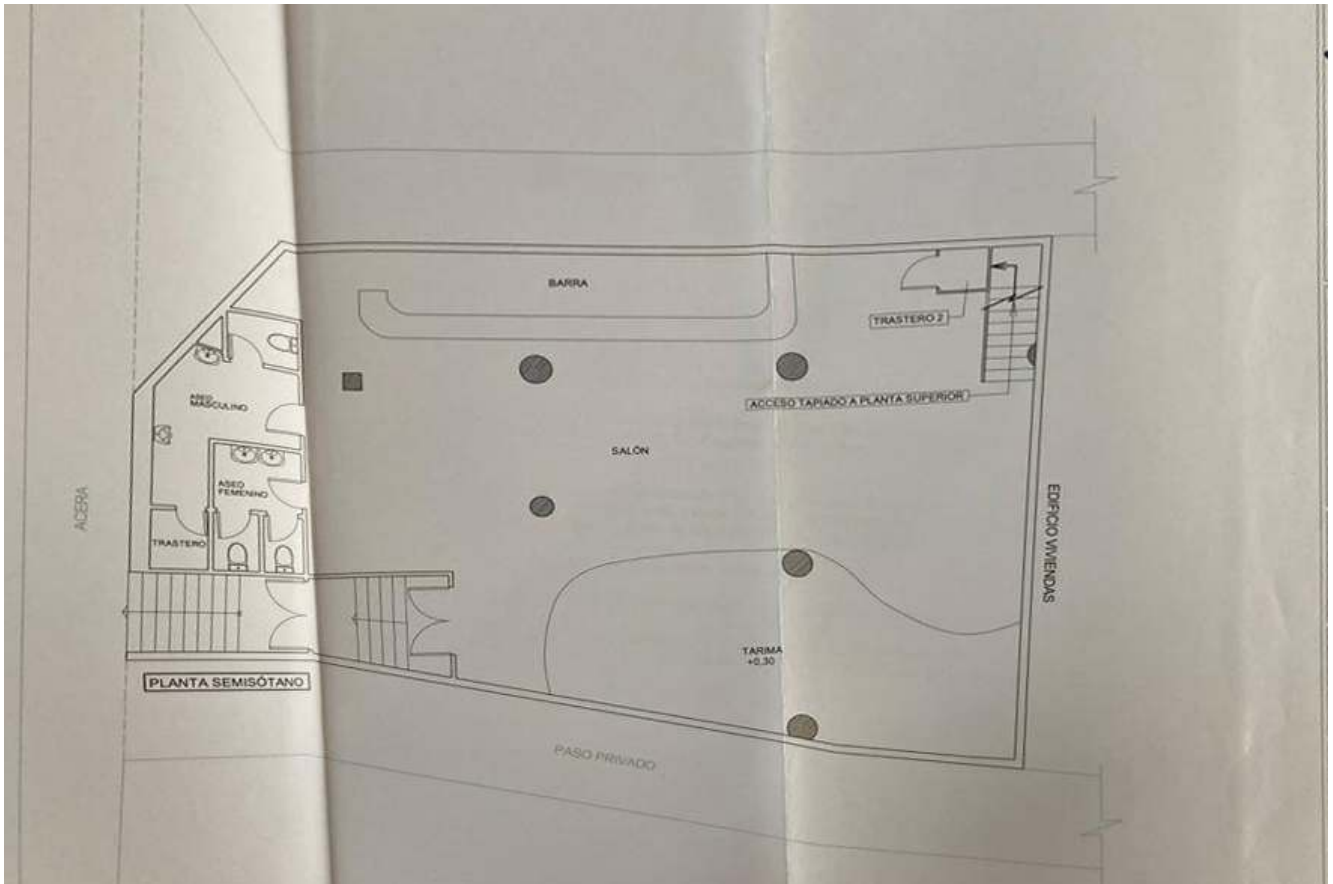 BARRA
TRASTERO 2
ASEO
MASCULINO
ACCESO TAPIADO A PLANTA SUPERIOR
SALÓN
ASEO
FEMENINO
ACERA
EDIFICIO VIVIENDAS
TRASTERO
TARIMA
+0,30
PLANTA SEMISÓTANO
PASO PRIVADO